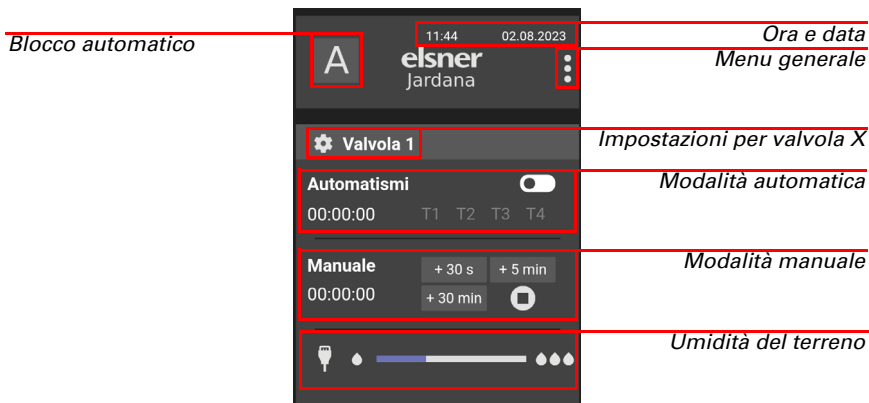 11:44 02.08.2023 Ora e data
Blocco automatico
A elsner Menu generale
Jardana
Valvola 1 Impostazioni per valvola X
Automatismi Modalità automatica
00:00:00 T1 T2 T3 T4
Manuale + 30 s + 5 min Modalità manuale
00:00:00 + 30 min
Umidità del terreno